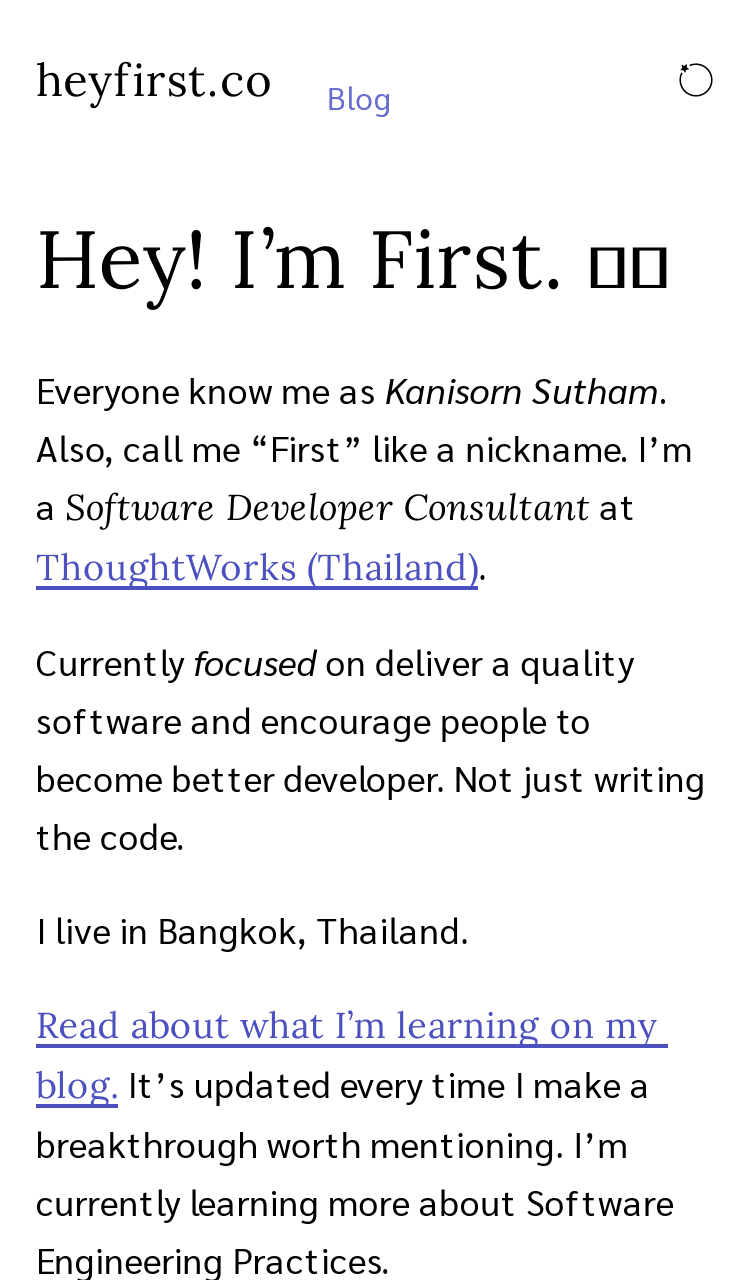 heyfirst.co
Blog
Hey! I’m First.
Everyone know me as Kanisorn Sutham.
Also, call me “First” like a nickname. I’m
a Software Developer Consultant at
ThoughtWorks (Thailand).
Currently focused on deliver a quality
software and encourage people to
become better developer. Not just writing
the code.
I live in Bangkok, Thailand.
Read about what I’m learning on my
blog. It’s updated every time I make a
breakthrough worth mentioning. I’m
currently learning more about Software
Engineering Practices.